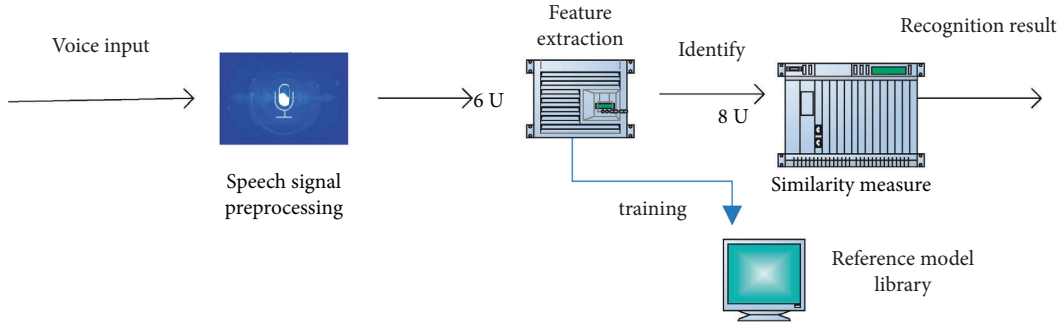 Voice input
Speech signal
preprocessing
6 U
Feature
extraction
Identify
8 U
Similarity measure
Recognition result
training
Reference model
library